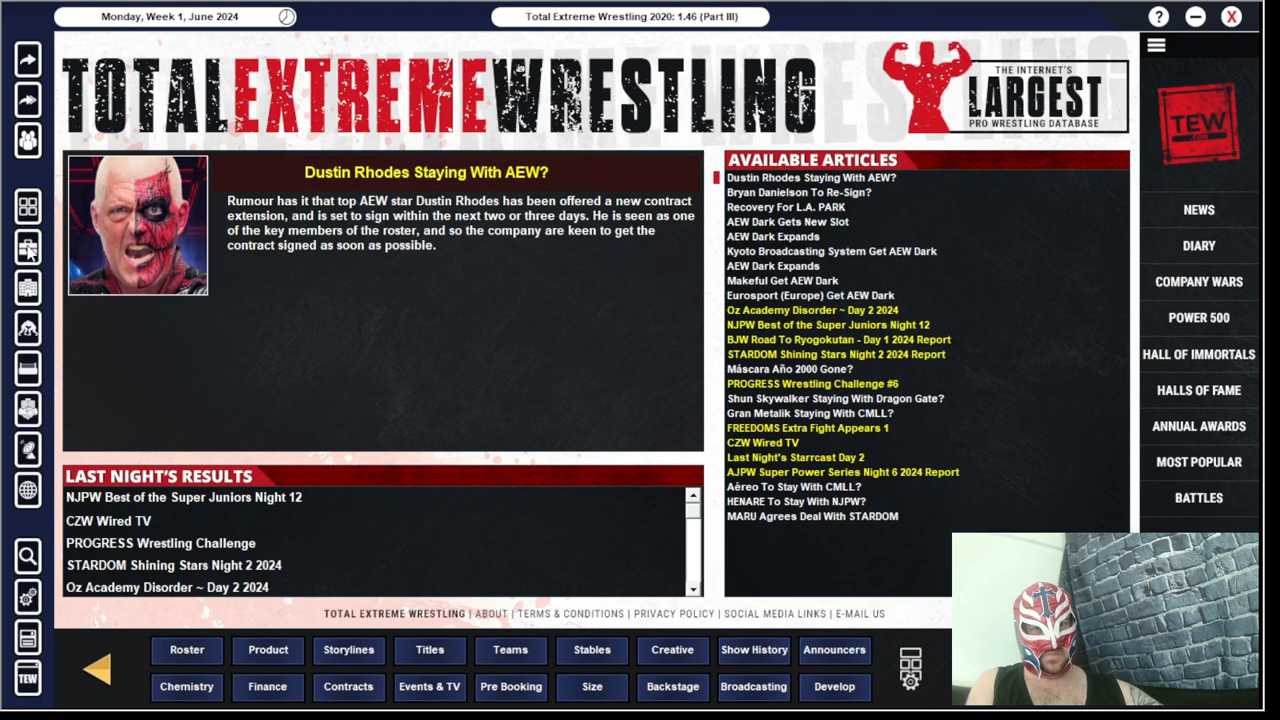 Monday, Week 1, June 2024
Total Extreme Wrestling 2020: 1.46 (Part III)
?
X
TOTALEXTREMEWRESTLING
THE INTERNET'S
LARGEST
PRO WRESTLING DATABASE
TEW
.COM
Dustin Rhodes Staying With AEW?
Rumour has it that top AEW star Dustin Rhodes has been offered a new contract
extension, and is set to sign within the next two or three days. He is seen as one
of the key members of the roster, and so the company are keen to get the
contract signed as soon as possible.
AVAILABLE ARTICLES
Dustin Rhodes Staying With AEW?
Bryan Danielson To Re-Sign?
Recovery For L.A. PARK
AEW Dark Gets New Slot
AEW Dark Expands
Kyoto Broadcasting System Get AEW Dark
AEW Dark Expands
Makeful Get AEW Dark
Eurosport (Europe) Get AEW Dark
Oz Academy Disorder ~ Day 2 2024
NJPW Best of the Super Juniors Night 12
BJW Road To Ryogokutan - Day 1 2024 Report
STARDOM Shining Stars Night 2 2024 Report
Máscara Año 2000 Gone?
PROGRESS Wrestling Challenge #6
Shun Skywalker Staying With Dragon Gate?
Gran Metalik Staying With CMLL?
FREEDOMS Extra Fight Appears 1
CZW Wired TV
Last Night's Starrcast Day 2
AJPW Super Power Series Night 6 2024 Report
Aéreo To Stay With CMLL?
HENARE To Stay With NJPW?
MARU Agrees Deal With STARDOM
NEWS
DIARY
COMPANY WARS
POWER 500
HALL OF IMMORTALS
HALLS OF FAME
ANNUAL AWARDS
MOST POPULAR
BATTLES
LAST NIGHT'S RESULTS
NJPW Best of the Super Juniors Night 12
CZW Wired TV
PROGRESS Wrestling Challenge
STARDOM Shining Stars Night 2 2024
Oz Academy Disorder ~ Day 2 2024
TOTAL EXTREME WRESTLING | ABOUT | TERMS & CONDITIONS | PRIVACY POLICY | SOCIAL MEDIA LINKS | E-MAIL US
Roster Product Storylines Titles Teams Stables Creative Show History Announcers
Chemistry Finance Contracts Events & TV Pre Booking Size Backstage Broadcasting Develop
TEW